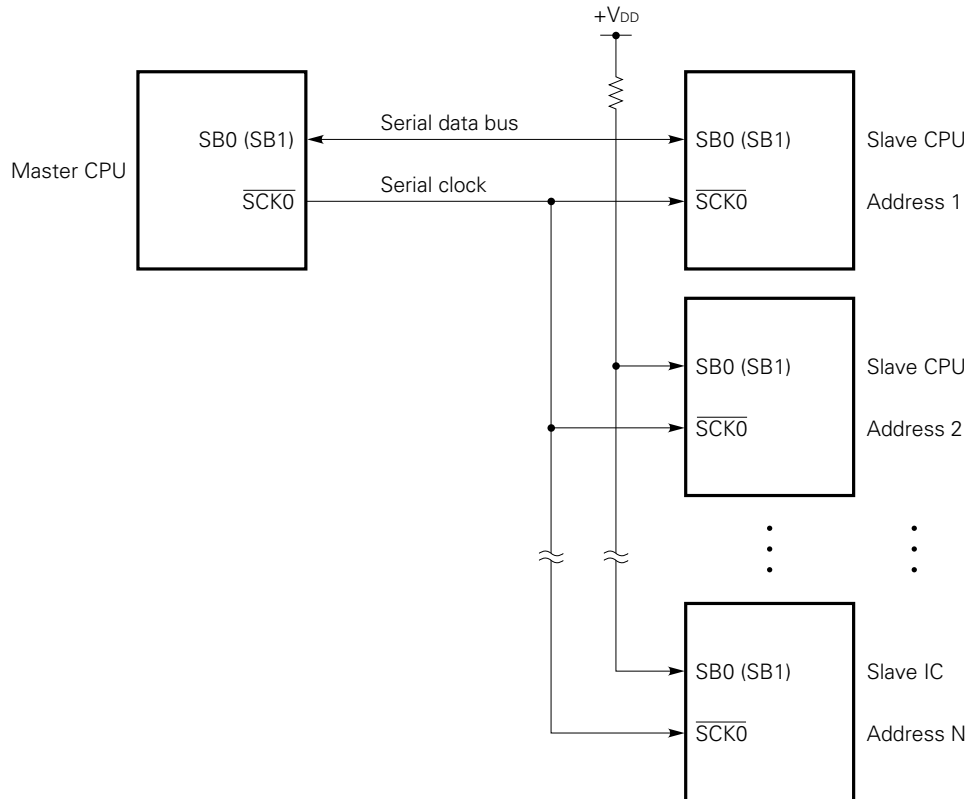 +VDD
SB0 (SB1)
Serial data bus
SB0 (SB1)
Slave CPU
Master CPU
SCK0
Serial clock
SCK0
Address 1
SB0 (SB1)
Slave CPU
SCK0
Address 2
SB0 (SB1)
Slave IC
SCK0
Address N